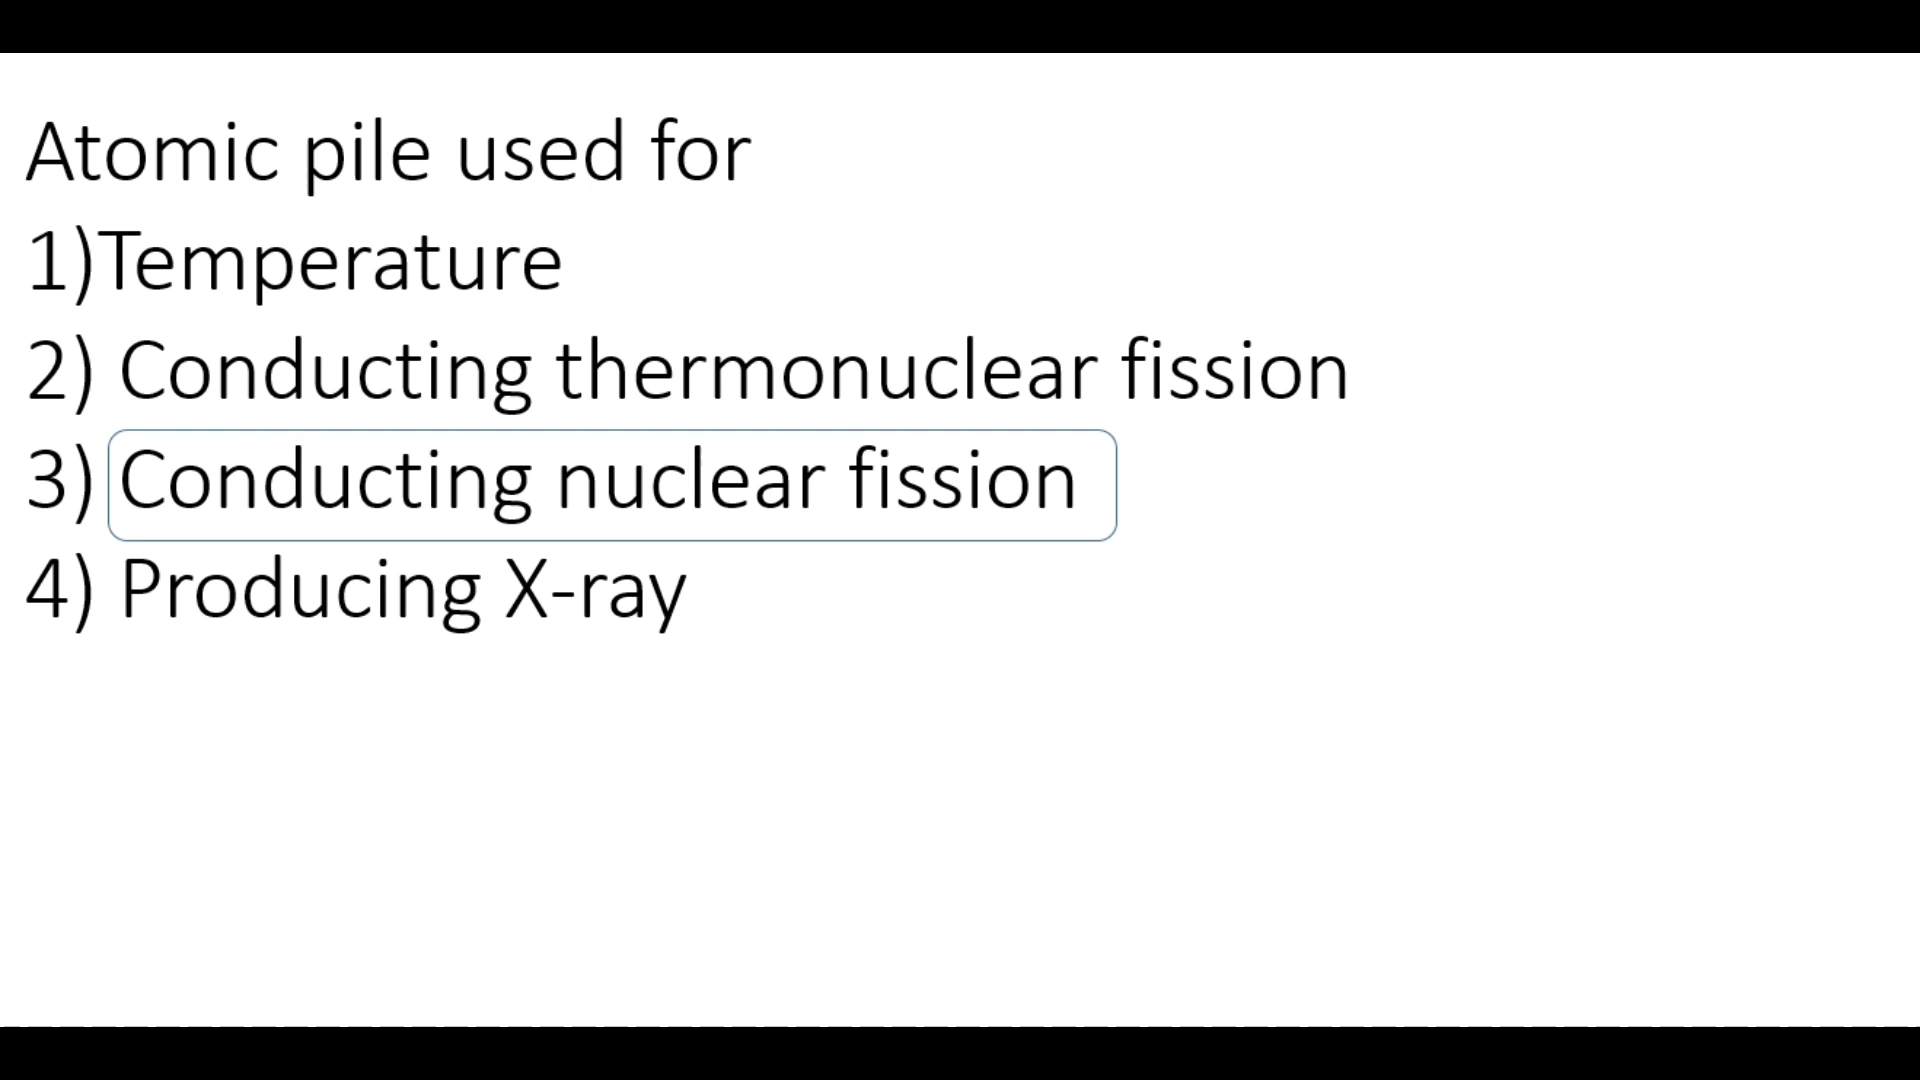 Atomic pile used for
1)Temperature
2) Conducting thermonuclear fission
3) Conducting nuclear fission
4) Producing X-ray